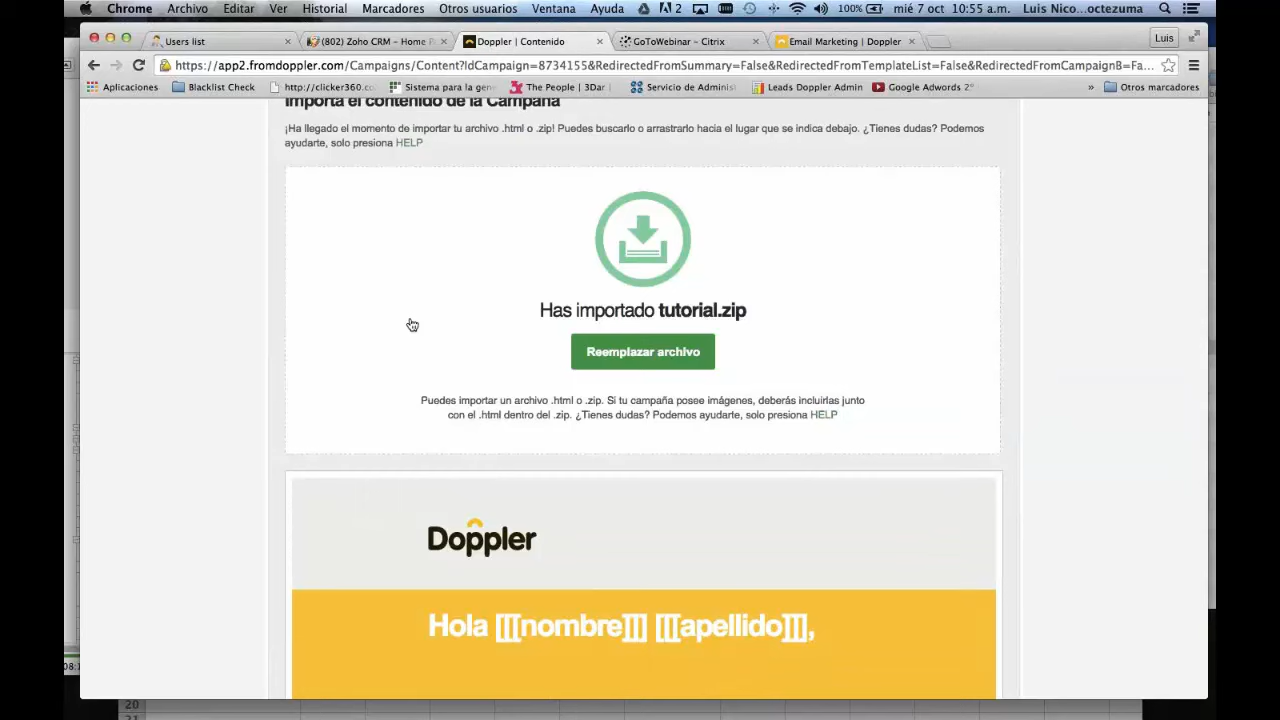 Chrome Archivo Editar Ver Historial Marcadores Otros usuarios Ventana Ayuda 2 100% mié 7 oct 10:55 a.m. Luis Nico...octezuma
Users list (802) Zoho CRM - Home P Doppler | Contenido GoToWebinar - Citrix Email Marketing | Doppler Luis
https://app2.fromdoppler.com/Campaigns/Content?IdCampaign=8734155&RedirectedFromSummary=False&RedirectedFromTemplateList=False&RedirectedFromCampaignB=Fa...
Aplicaciones Blacklist Check http://clicker360.co Sistema para la gene The People | 3Dar | Servicio de Adminis Leads Doppler Admin Google Adwords 2° » Otros marcadores
Importa el contenido de la Campaña
¡Ha llegado el momento de importar tu archivo .html o .zip! Puedes buscarlo o arrastrarlo hacia el lugar que se indica debajo. ¿Tienes dudas? Podemos
ayudarte, solo presiona HELP
Has importado tutorial.zip
Reemplazar archivo
Puedes importar un archivo .html o .zip. Si tu campaña posee imágenes, deberás incluirlas junto
con el .html dentro del .zip. ¿Tienes dudas? Podemos ayudarte, solo presiona HELP
Doppler
Hola [[[nombre]]] [[[apellido]]],
20